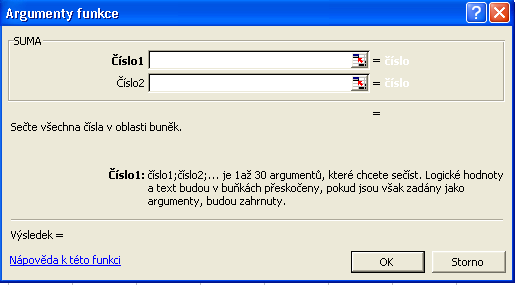 Argumenty funkce
SUMA
Číslo1 = číslo
Číslo2 = číslo
=
Sečte všechna čísla v oblasti buněk.
Číslo1: číslo1;číslo2;... je 1až 30 argumentů, které chcete sečíst. Logické hodnoty
a text budou v buňkách přeskočeny, pokud jsou však zadány jako
argumenty, budou zahrnuty.
Výsledek =
Nápověda k této funkci
OK Storno